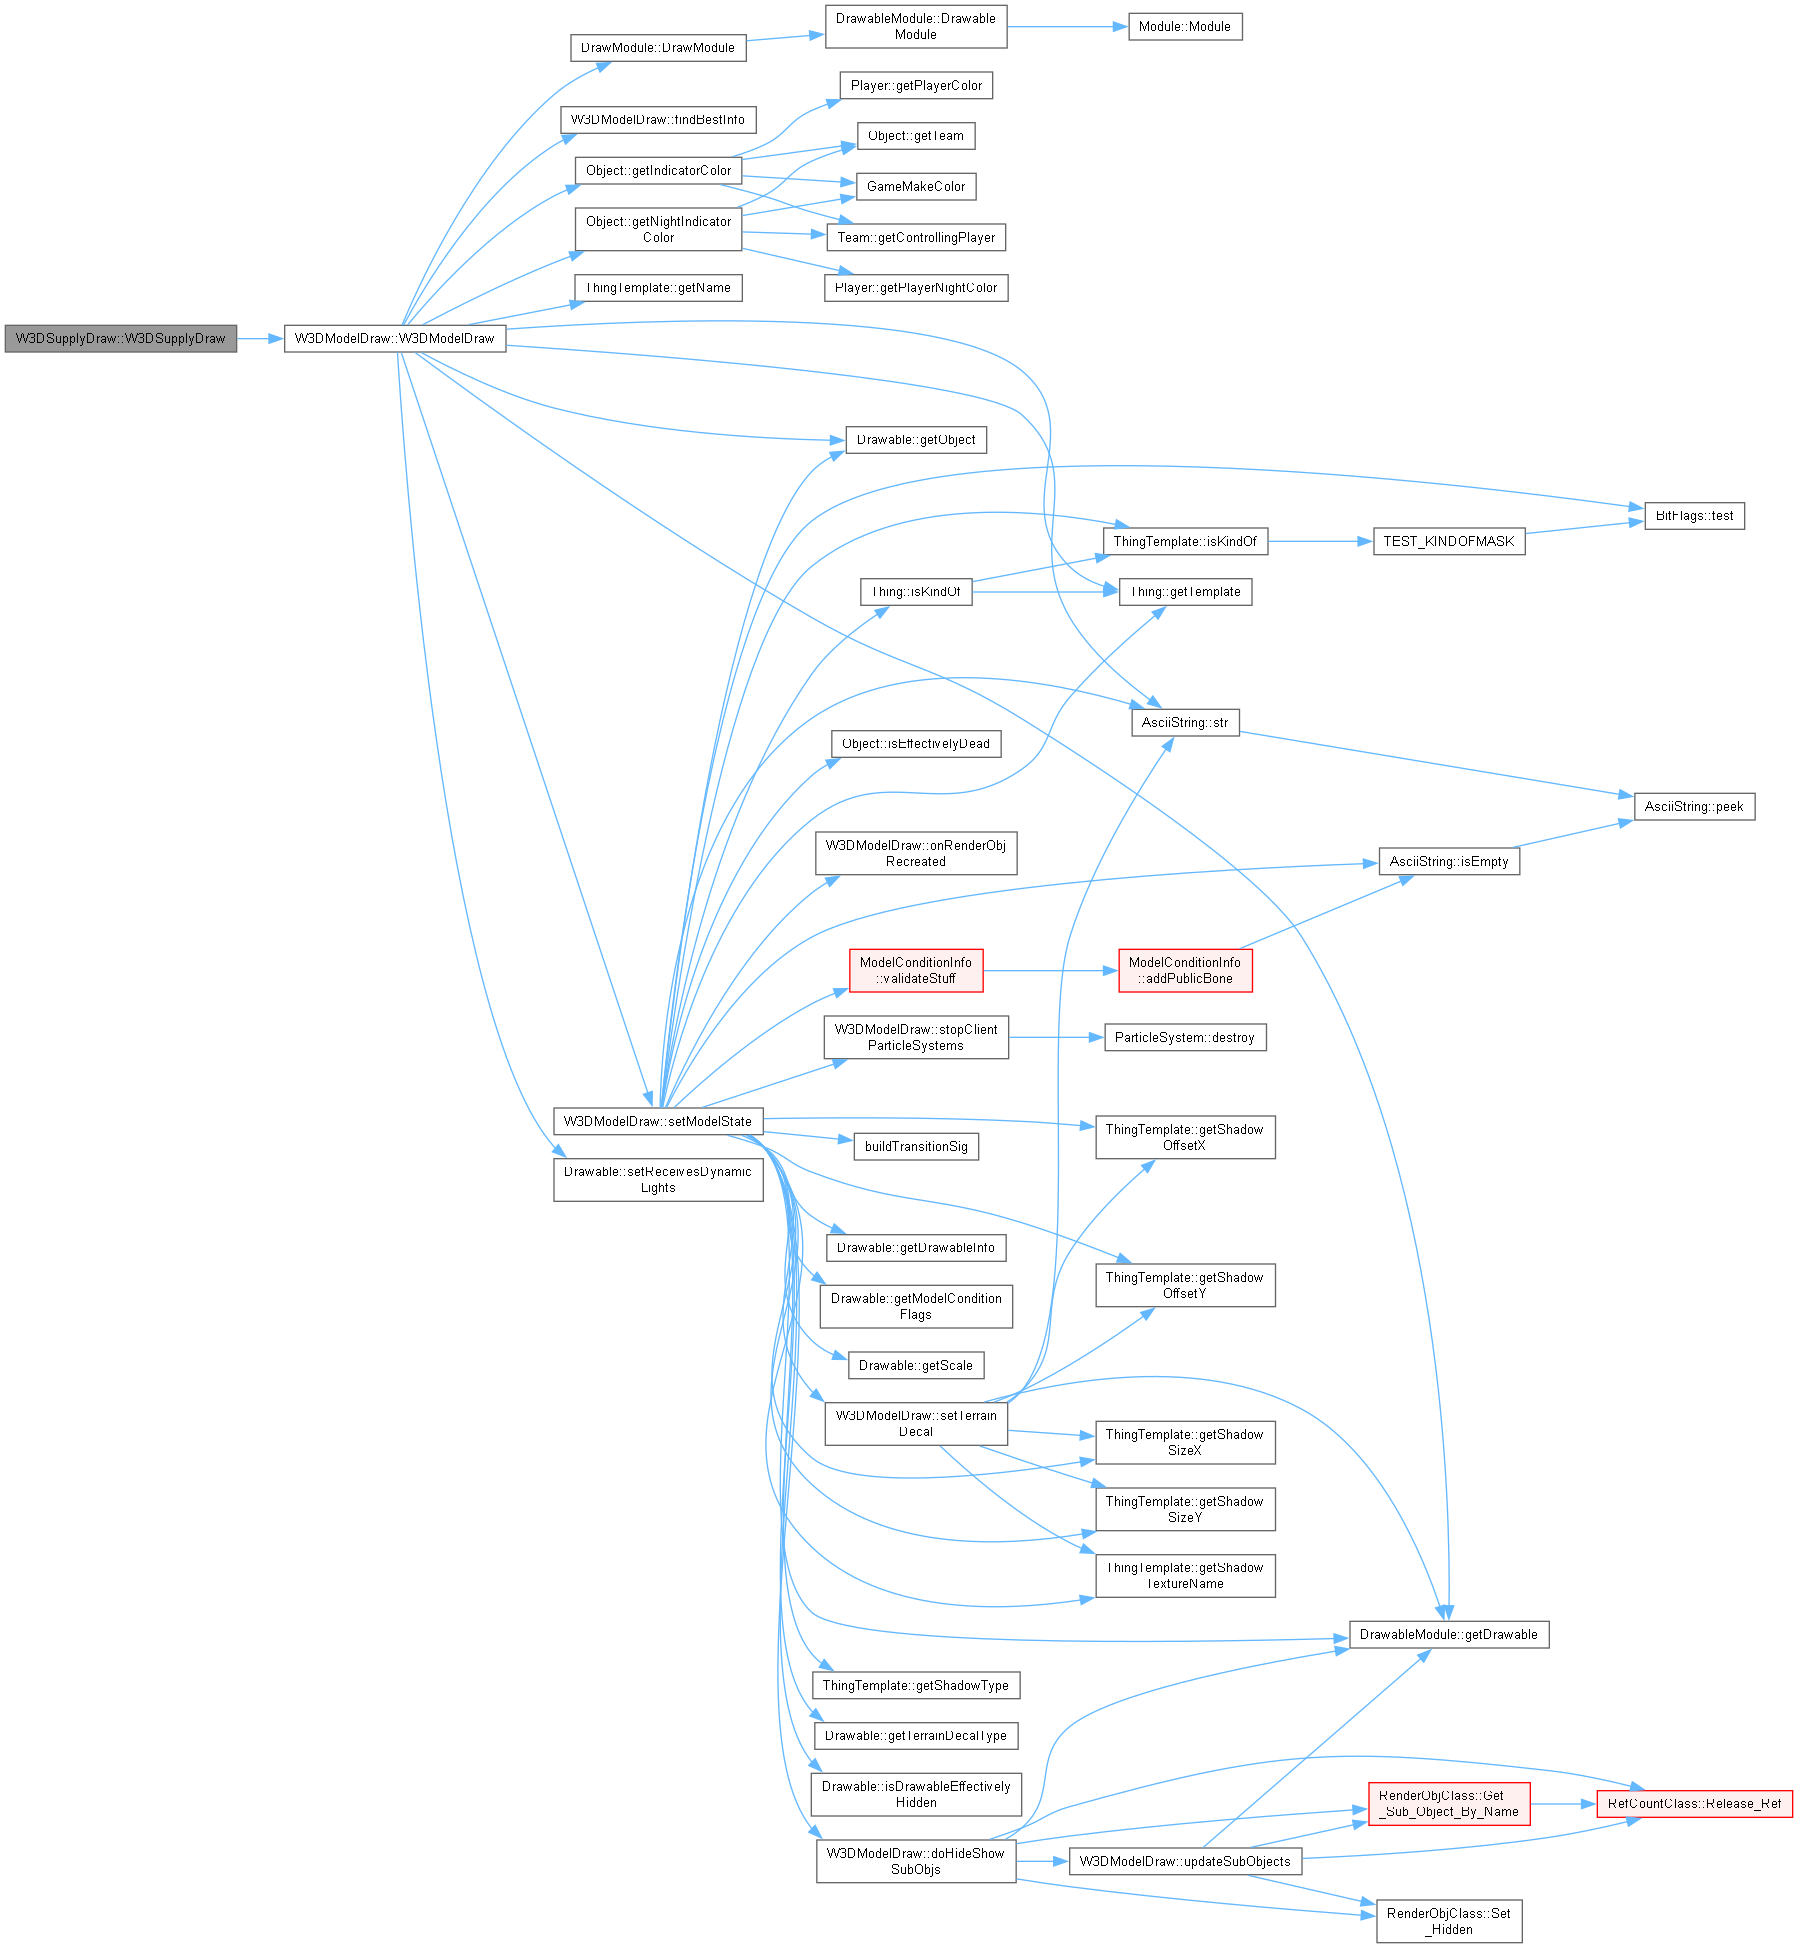 DrawableModule::Drawable
Module
Module::Module
DrawModule::DrawModule
Player::getPlayerColor
W3DModelDraw::findBestInfo
Object::getTeam
Object::getIndicatorColor
GameMakeColor
Object::getNightIndicator
Color
Team::getControllingPlayer
ThingTemplate::getName
Player::getPlayerNightColor
W3DSupplyDraw::W3DSupplyDraw
W3DModelDraw::W3DModelDraw
Drawable::getObject
BitFlags::test
ThingTemplate::isKindOf
TEST_KINDOFMASK
Thing::isKindOf
Thing::getTemplate
AsciiString::str
Object::isEffectivelyDead
AsciiString::peek
W3DModelDraw::onRenderObj
Recreated
AsciiString::isEmpty
ModelConditionInfo
::validateStuff
ModelConditionInfo
::addPublicBone
W3DModelDraw::stopClient
ParticleSystems
ParticleSystem::destroy
W3DModelDraw::setModelState
ThingTemplate::getShadow
OffsetX
buildTransitionSig
Drawable::setReceivesDynamic
Lights
Drawable::getDrawableInfo
ThingTemplate::getShadow
OffsetY
Drawable::getModelCondition
Flags
Drawable::getScale
W3DModelDraw::setTerrain
Decal
ThingTemplate::getShadow
SizeX
ThingTemplate::getShadow
SizeY
ThingTemplate::getShadow
TextureName
DrawableModule::getDrawable
ThingTemplate::getShadowType
Drawable::getTerrainDecalType
Drawable::isDrawableEffectively
Hidden
RenderObjClass::Get
_Sub_Object_By_Name
RefCountClass::Release_Ref
W3DModelDraw::doHideShow
SubObjs
W3DModelDraw::updateSubObjects
RenderObjClass::Set
_Hidden